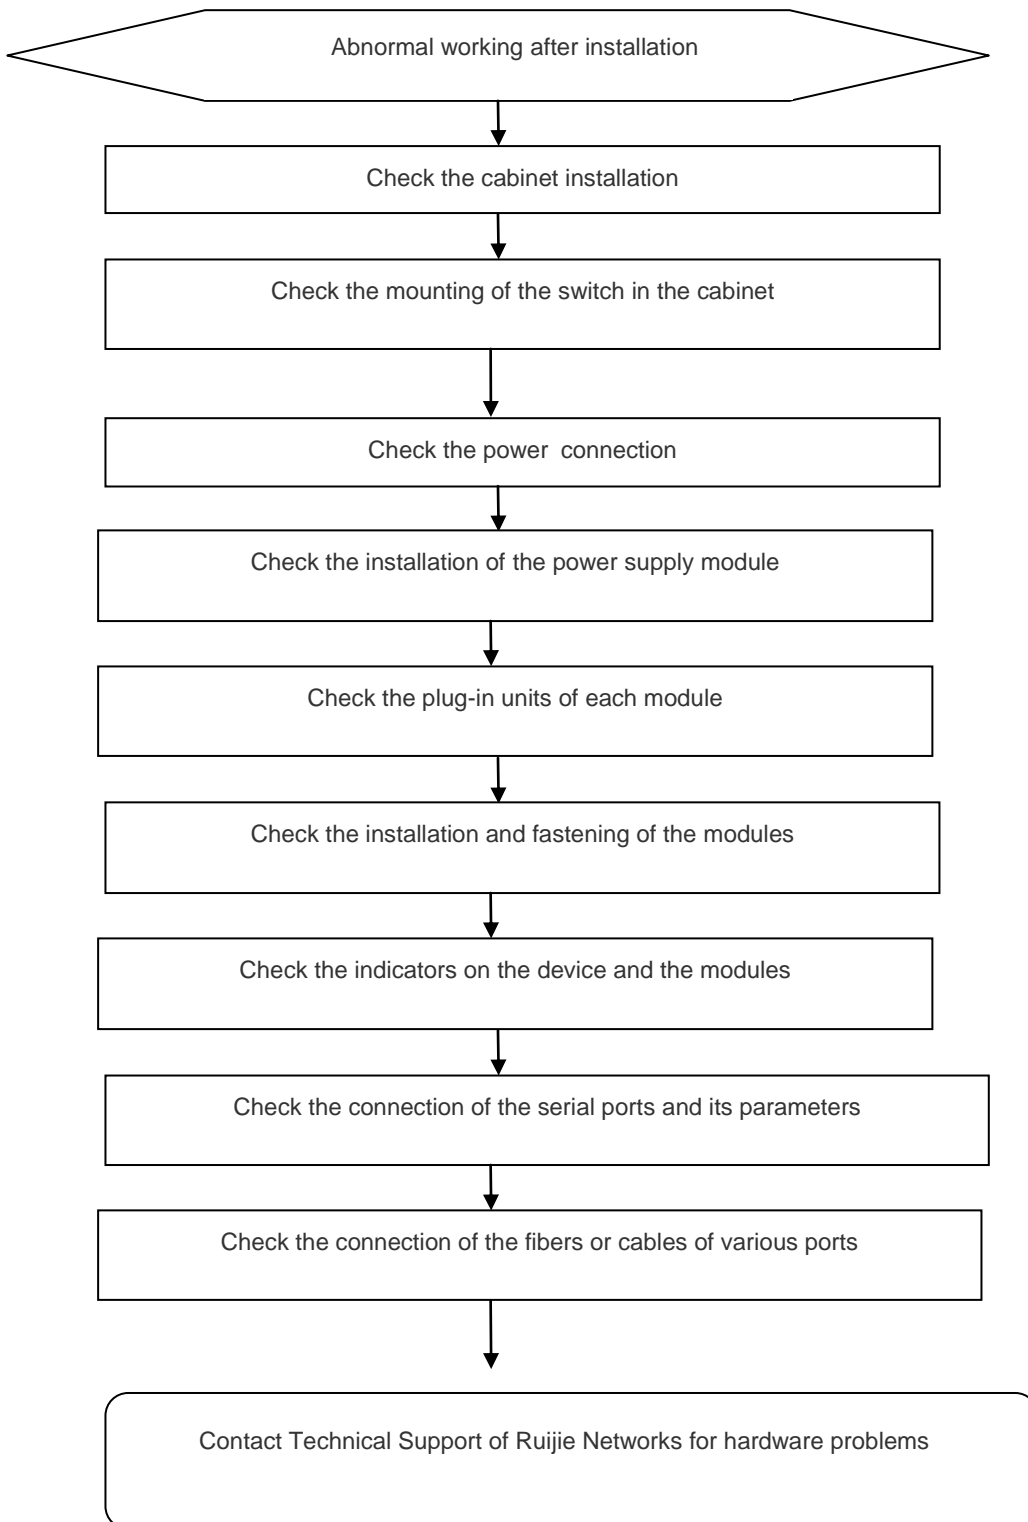 Abnormal working after installation
Check the cabinet installation
Check the mounting of the switch in the cabinet
Check the power  connection
Check the installation of the power supply module
Check the plug-in units of each module
Check the installation and fastening of the modules
Check the indicators on the device and the modules
Check the connection of the serial ports and its parameters
Check the connection of the fibers or cables of various ports
Contact Technical Support of Ruijie Networks for hardware problems